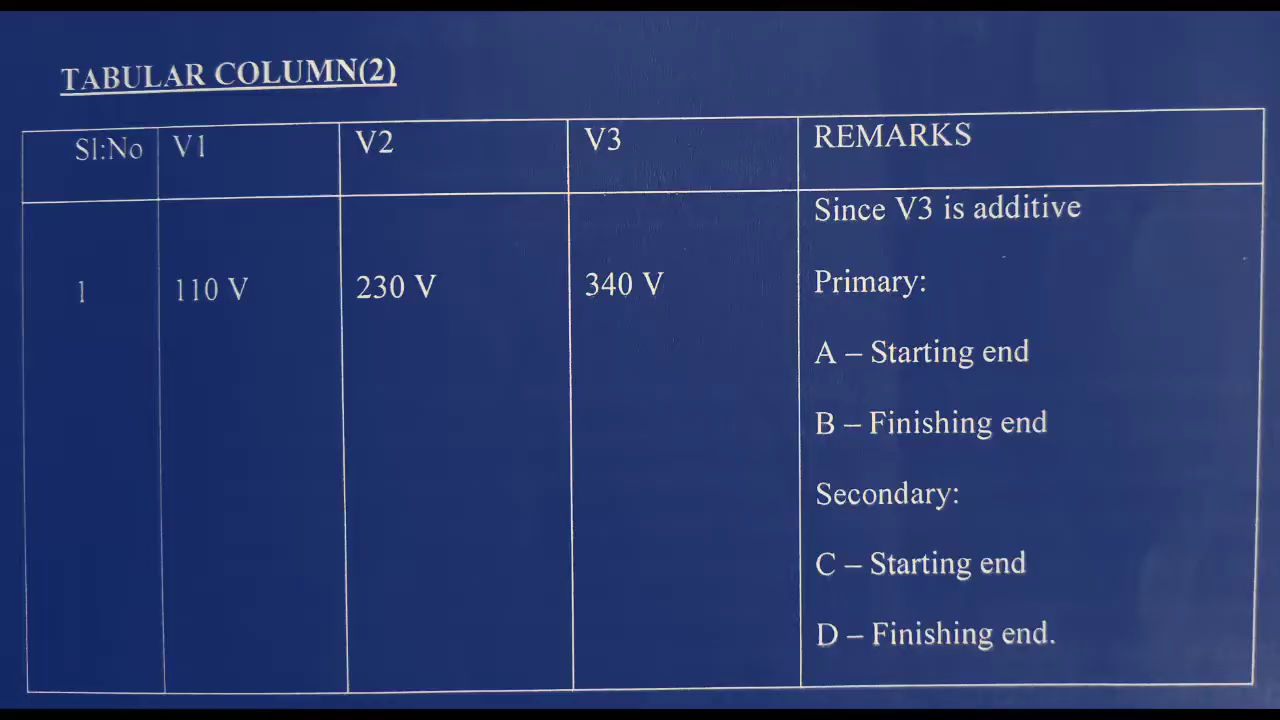 TABULAR COLUMN(2)
Sl:No V1 V2 V3 REMARKS
Since V3 is additive
1 110 V 230 V 340 V Primary:
A – Starting end
B – Finishing end
Secondary:
C – Starting end
D – Finishing end.